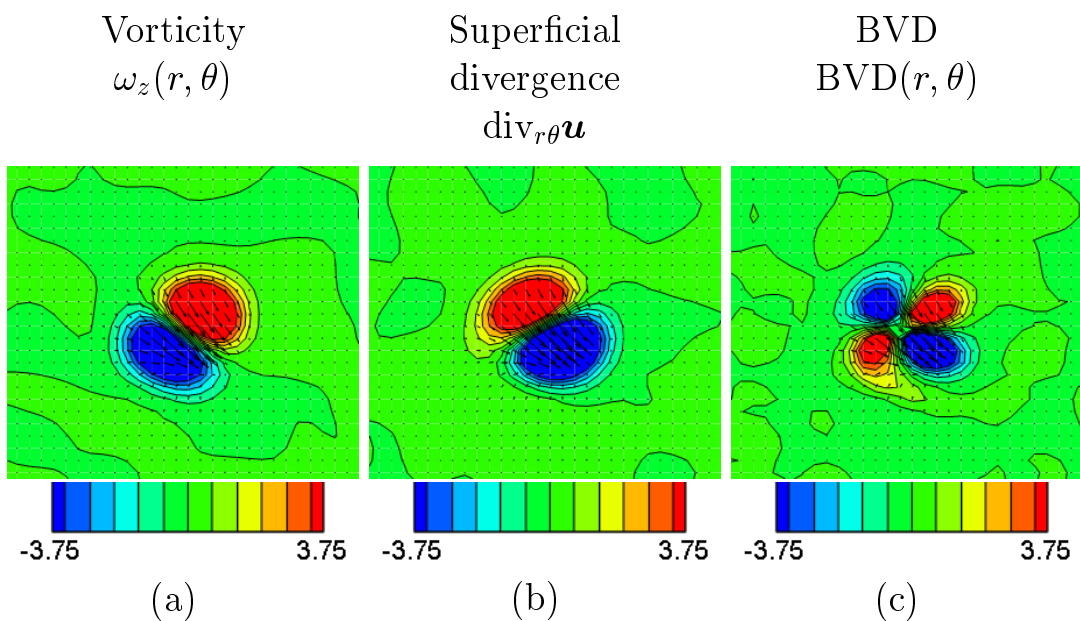 Vorticity
ω_z(r, θ)
Superficial
divergence
div_{rθ}u
BVD
BVD(r, θ)
-3.75 3.75
-3.75 3.75
-3.75 3.75
(a)
(b)
(c)